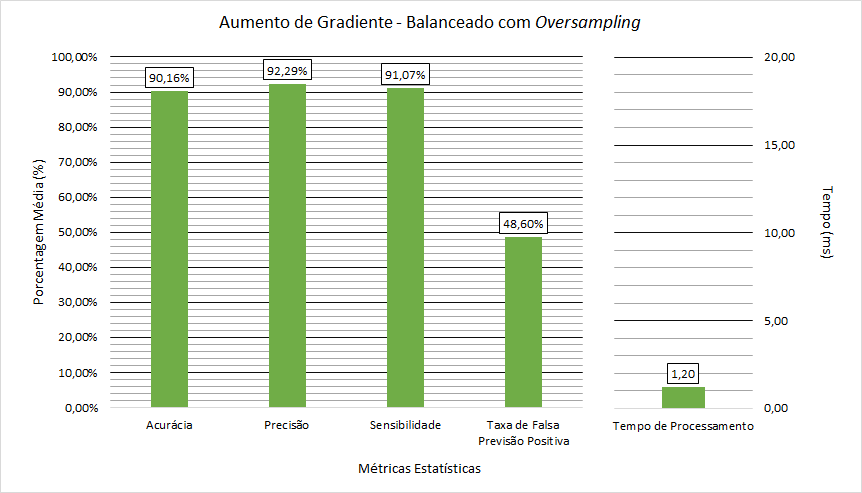 Aumento de Gradiente - Balanceado com Oversampling
100,00%
90,00%
80,00%
70,00%
60,00%
50,00%
40,00%
30,00%
20,00%
10,00%
0,00%
Porcentagem Média (%)
90,16%
92,29%
91,07%
48,60%
Acurácia
Precisão
Sensibilidade
Taxa de Falsa
Previsão Positiva
1,20
Tempo de Processamento
20,00
15,00
10,00
5,00
0,00
Tempo (ms)
Métricas Estatísticas